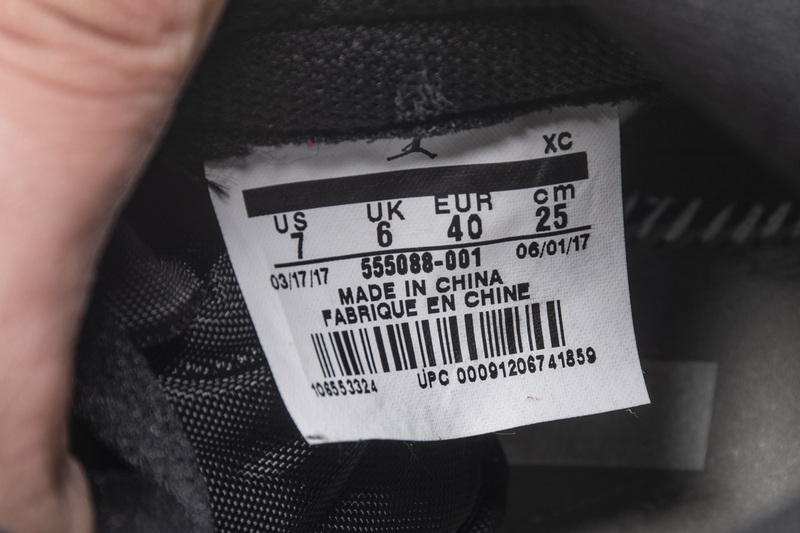 XC
US UK EUR cm
7 6 40 25
03/17/17 555088-001 06/01/17
MADE IN CHINA
FABRIQUE EN CHINE
106553324 UPC 00091206741859